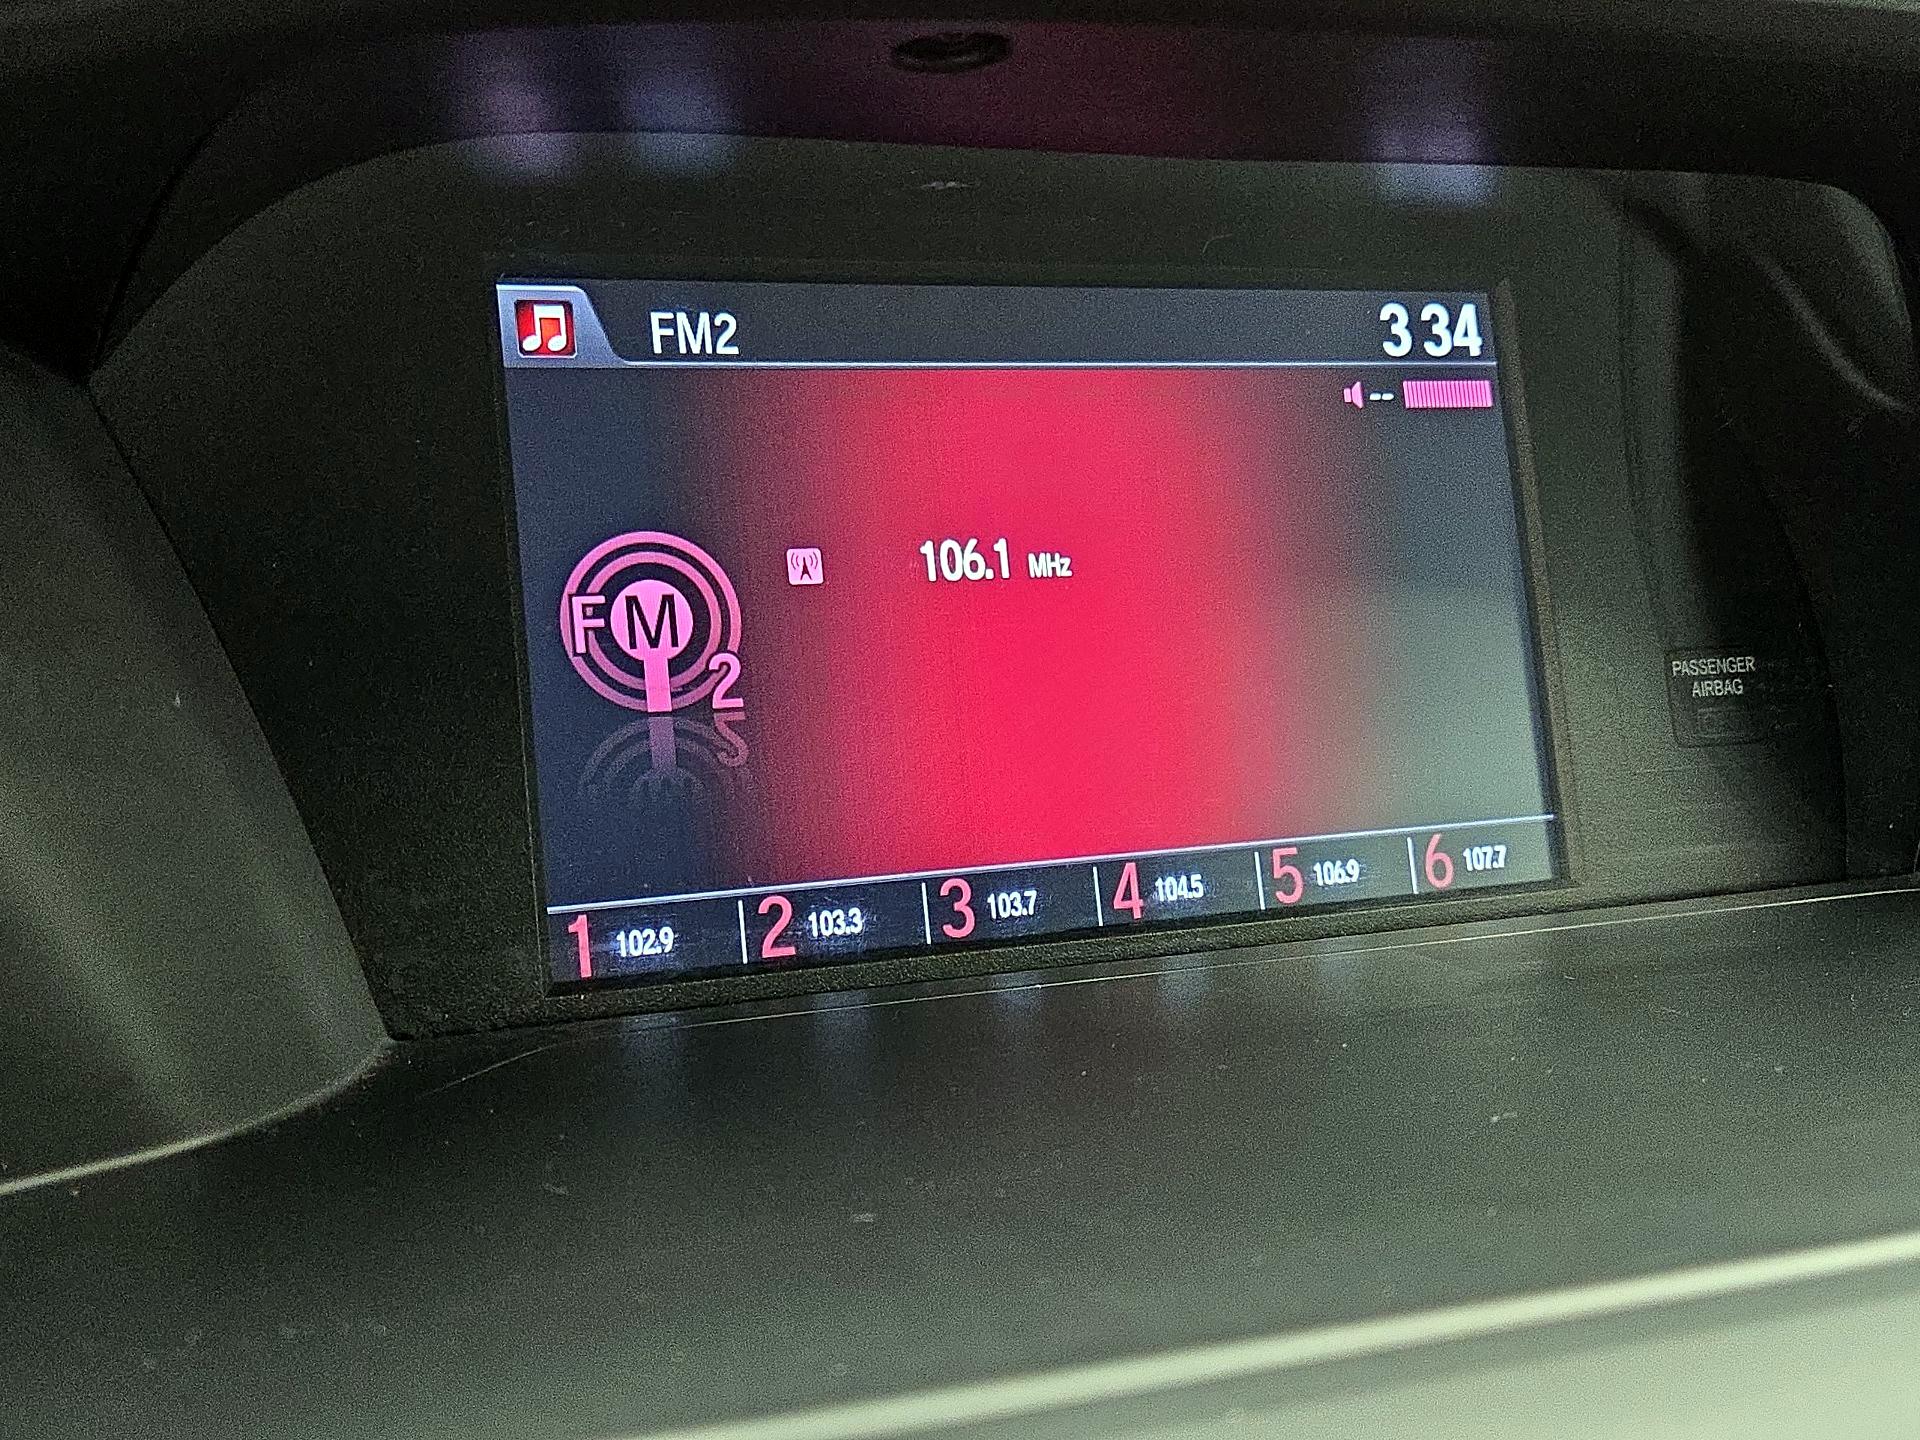 FM2
3 34
--
106.1 MHz
FM
2
PASSENGER
AIRBAG
1 102.9 2 103.3 3 103.7 4 104.5 5 106.9 6 107.7